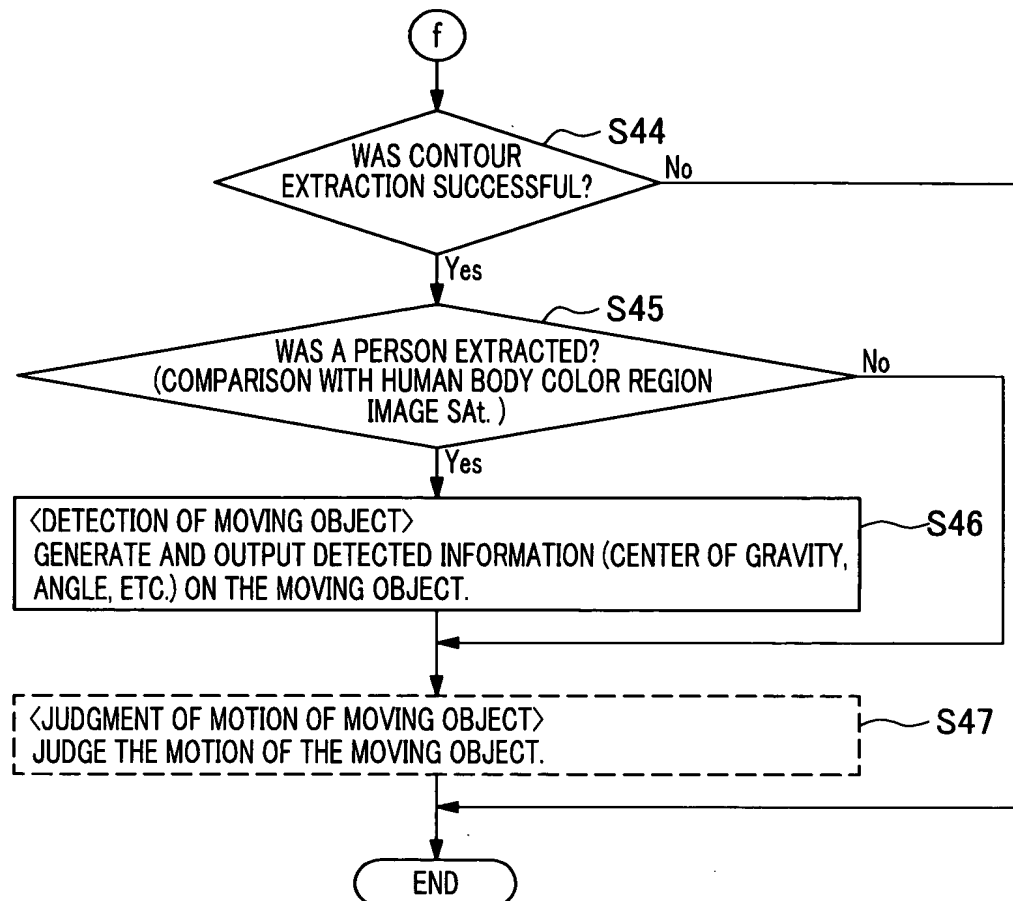 f
S44
WAS CONTOUR
EXTRACTION SUCCESSFUL?
No
Yes
S45
WAS A PERSON EXTRACTED?
(COMPARISON WITH HUMAN BODY COLOR REGION
IMAGE SAt. )
No
Yes
S46
〈DETECTION OF MOVING OBJECT〉
GENERATE AND OUTPUT DETECTED INFORMATION (CENTER OF GRAVITY,
ANGLE, ETC.) ON THE MOVING OBJECT.
S47
〈JUDGMENT OF MOTION OF MOVING OBJECT〉
JUDGE THE MOTION OF THE MOVING OBJECT.
END